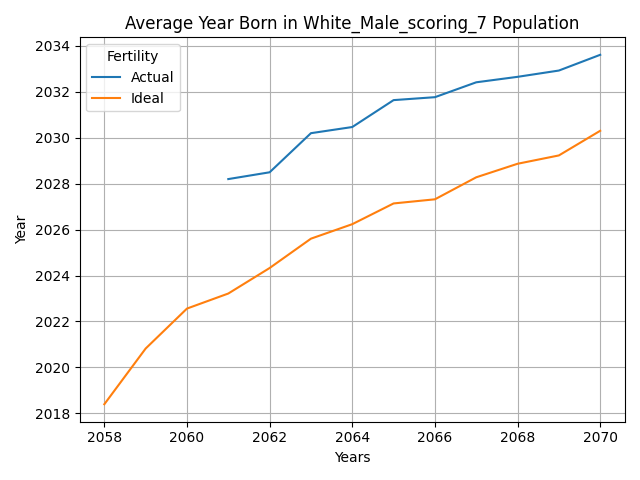 Average Year Born in White_Male_scoring_7 Population
Fertility
Actual
Ideal
Year
2034
2032
2030
2028
2026
2024
2022
2020
2018
2058 2060 2062 2064 2066 2068 2070
Years